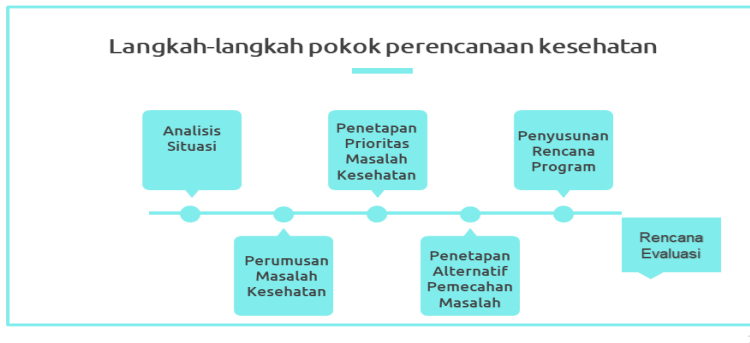 Langkah-langkah pokok perencanaan kesehatan
Analisis
Situasi
Perumusan
Masalah
Kesehatan
Penetapan
Prioritas
Masalah
Kesehatan
Penetapan
Alternatif
Pemecahan
Masalah
Penyusunan
Rencana
Program
Rencana
Evaluasi